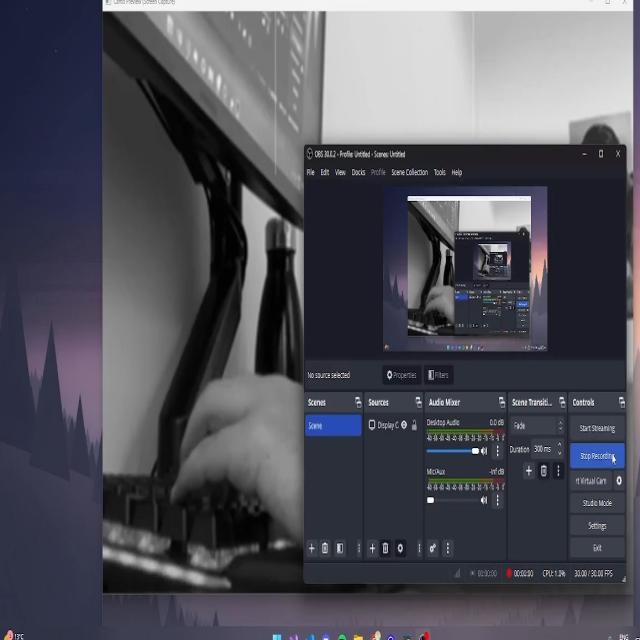 OBS 30.0.2 - Profile: Untitled - Scenes: Untitled
File Edit View Docks Profile Scene Collection Tools Help
No source selected
Properties
Filters
Scenes
Sources
Audio Mixer
Scene Transiti...
Controls
Scene
Display C
Desktop Audio 0.0 dB
Mic/Aux -inf dB
Fade
Duration 300 ms
Start Streaming
Stop Recording
rt Virtual Cam
Studio Mode
Settings
Exit
00:00:00
00:00:00
CPU: 1.0%
30.00 / 30.00 FPS
13°C
ENG